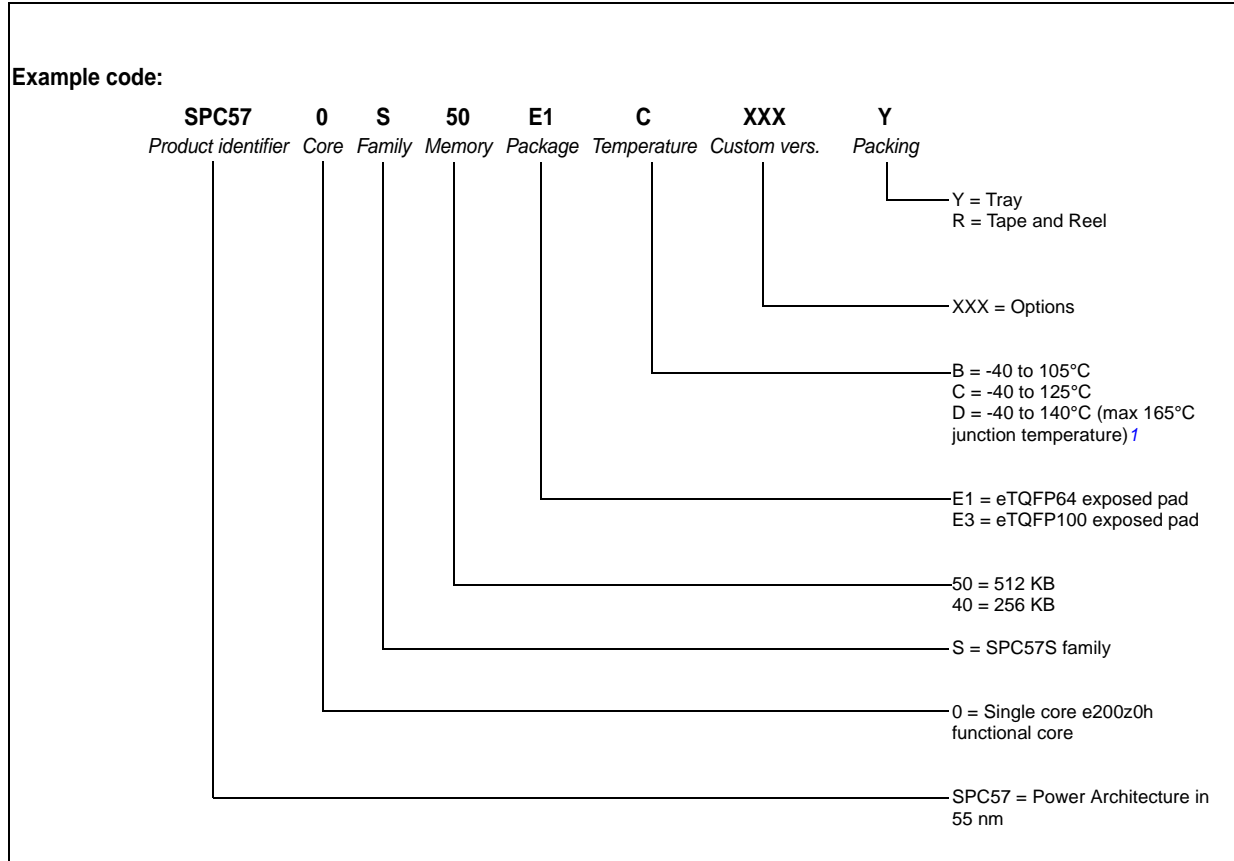 Example code:
SPC57 0 S 50 E1 C XXX Y
Product identifier Core Family Memory Package Temperature Custom vers. Packing
Y = Tray
R = Tape and Reel
XXX = Options
B = -40 to 105°C
C = -40 to 125°C
D = -40 to 140°C (max 165°C
junction temperature)1
E1 = eTQFP64 exposed pad
E3 = eTQFP100 exposed pad
50 = 512 KB
40 = 256 KB
S = SPC57S family
0 = Single core e200z0h
functional core
SPC57 = Power Architecture in
55 nm